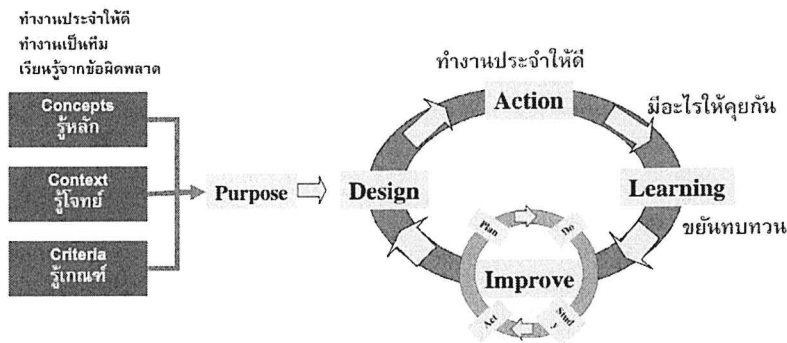 ทำงานประจำให้ดี
ทำงานเป็นทีม
เรียนรู้จากข้อผิดพลาด
Concepts
รู้หลัก
Context
รู้โจทย์
Criteria
รู้เกณฑ์
Purpose
Design
ทำงานประจำให้ดี
Action
มีอะไรให้คุยกัน
Learning
ขยันทบทวน
Improve
Plan
Do
Stud
y
Act